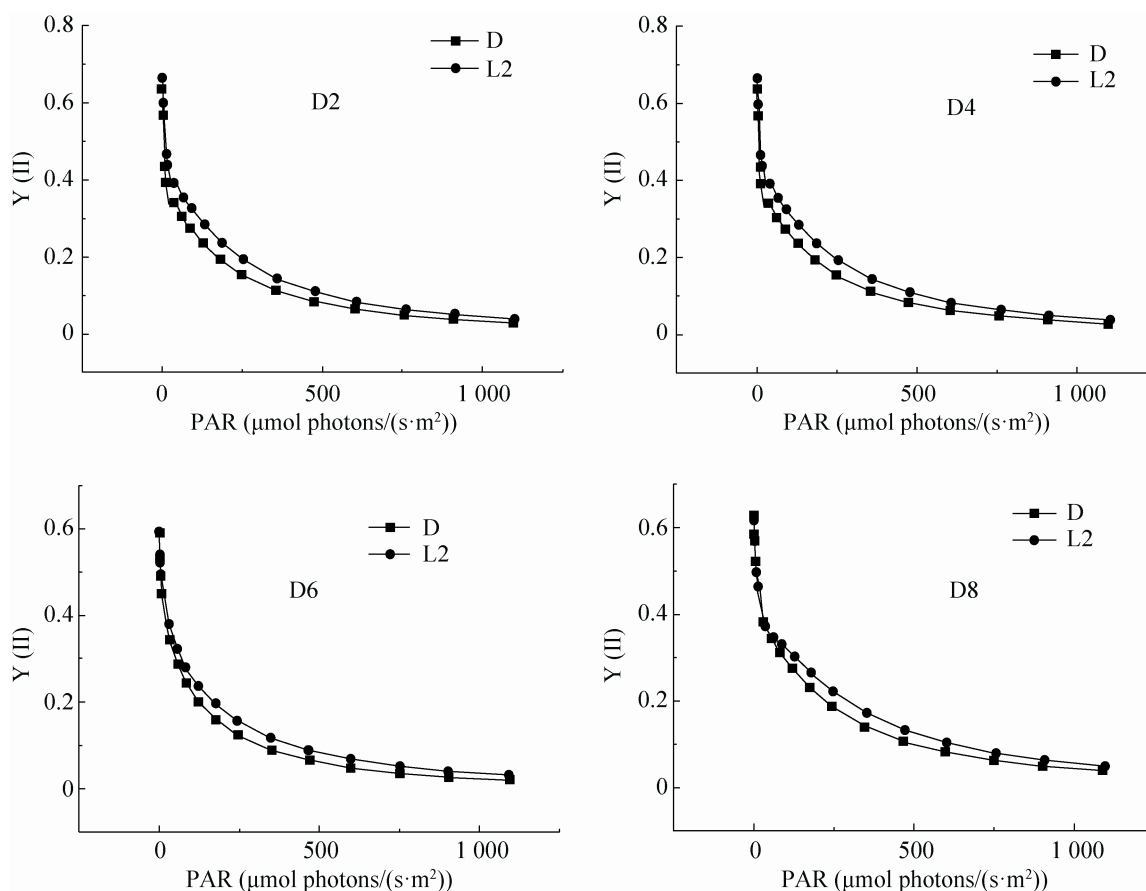 0.8
0.6
0.4
0.2
0
Y (II)
D
L2
D2
0
500
1 000
PAR (μmol photons/(s·m²))
0.8
0.6
0.4
0.2
0
Y (II)
D
L2
D4
0
500
1 000
PAR (μmol photons/(s·m²))
0.6
0.4
0.2
0
Y (II)
D
L2
D6
0
500
1 000
PAR (μmol photons/(s·m²))
0.6
0.4
0.2
0
Y (II)
D
L2
D8
0
500
1 000
PAR (μmol photons/(s·m²))